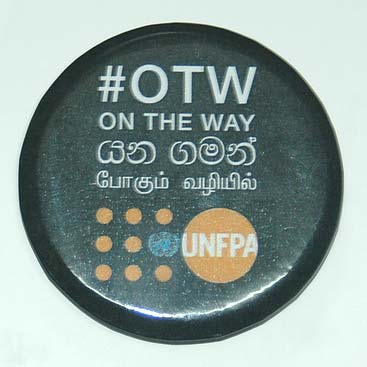 #OTW
ON THE WAY
යන ගමන්
போகும் வழியில்
UNFPA